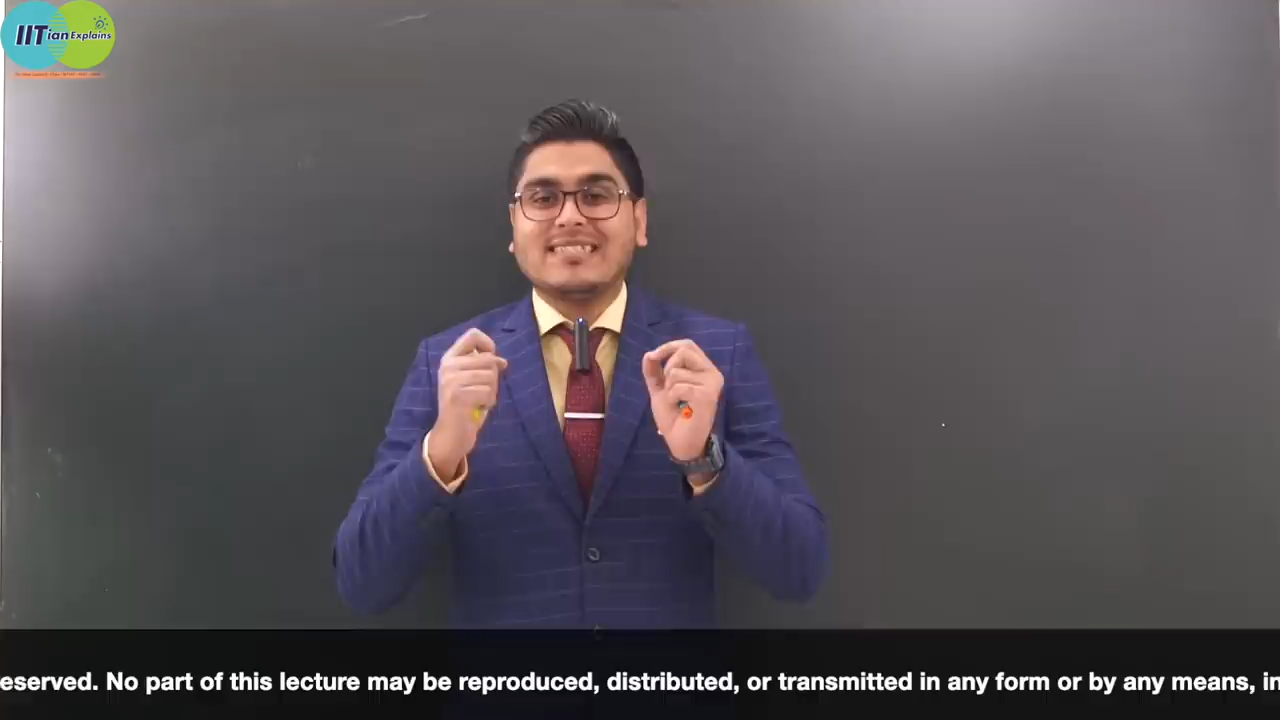 IITian Explains
eserved. No part of this lecture may be reproduced, distributed, or transmitted in any form or by any means, in